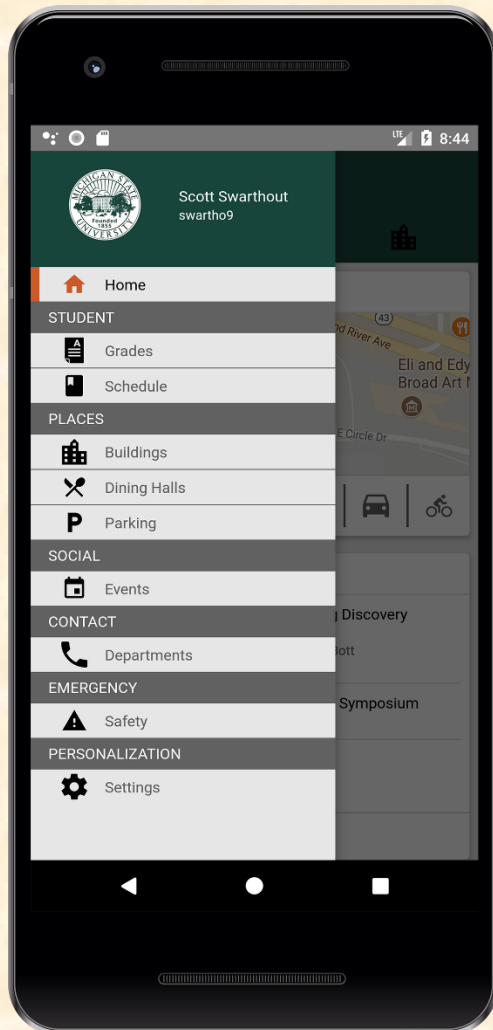 LTE 8:44
MICHIGAN STATE UNIVERSITY
Founded
1855
Scott Swarthout
swartho9
Home
STUDENT
Grades
Schedule
PLACES
Buildings
Dining Halls
P Parking
SOCIAL
Events
CONTACT
Departments
EMERGENCY
Safety
PERSONALIZATION
Settings
43
nd River Ave
Eli and Edy
Broad Art
E Circle Dr
Discovery
Symposium